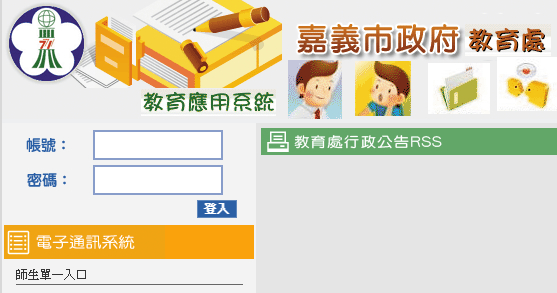 嘉義市政府 教育處
教育應用系統
帳號：
密碼：
登入
教育處行政公告RSS
電子通訊系統
師生單一入口